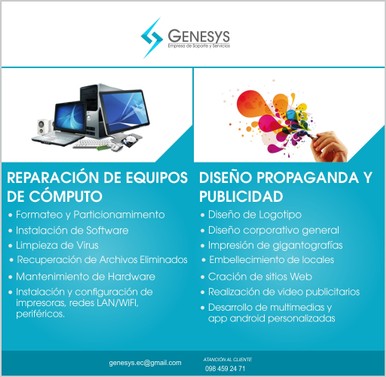 GENESYS
Empresa de Soporte y Servicios
REPARACIÓN DE EQUIPOS
DE CÓMPUTO
• Formateo y Particionamimento
• Instalación de Software
• Limpieza de Virus
• Recuperación de Archivos Eliminados
• Mantenimiento de Hardware
• Instalación y configuración de
impresoras, redes LAN/WIFI,
periféricos.
DISEÑO PROPAGANDA Y
PUBLICIDAD
• Diseño de Logotipo
• Diseño corporativo general
• Impresión de gigantografías
• Embellecimiento de locales
• Cración de sitios Web
• Realización de video publicitarios
• Desarrollo de multimedias y
app android personalizadas
genesys.ec@gmail.com
ATENCIÓN AL CLIENTE
098 459 24 71